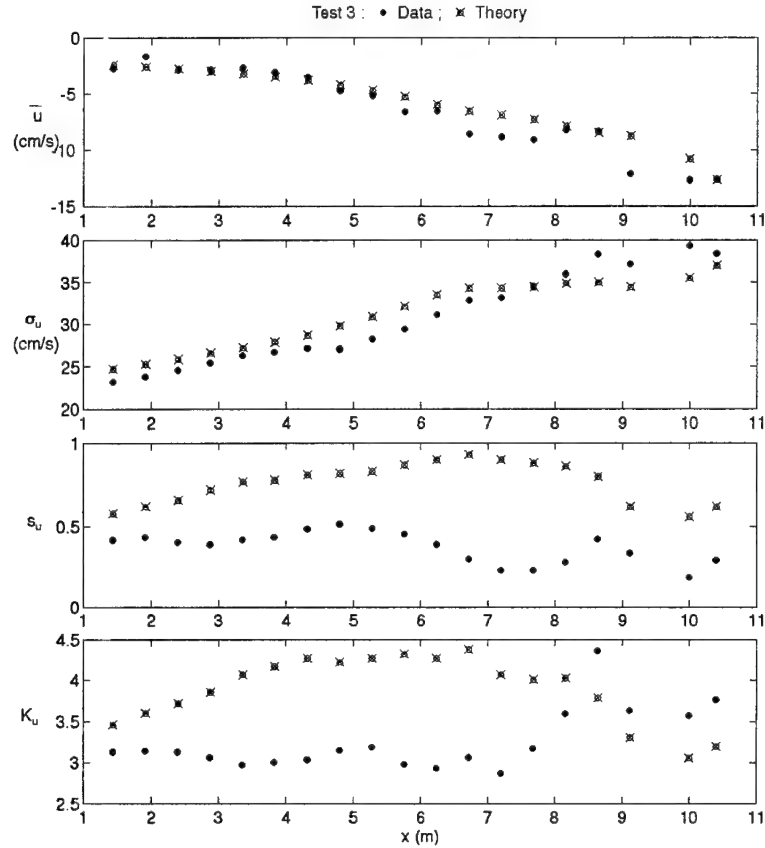 Test 3 : • Data ; ⊗ Theory
0
-5
-10
-15
u̅
(cm/s)
1 2 3 4 5 6 7 8 9 10 11
40
35
30
25
20
σu
(cm/s)
1 2 3 4 5 6 7 8 9 10 11
1
0.5
0
su
1 2 3 4 5 6 7 8 9 10 11
4.5
4
3.5
3
2.5
Ku
1 2 3 4 5 6 7 8 9 10 11
x (m)